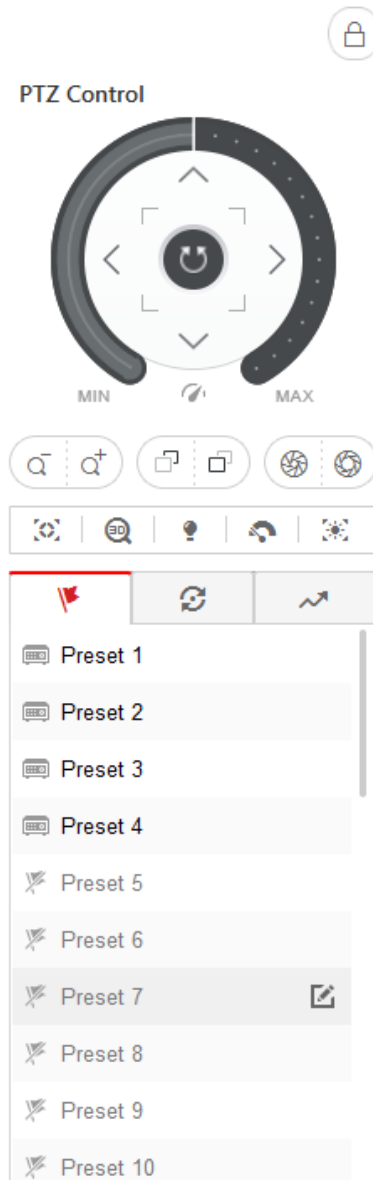 PTZ Control
MIN MAX
3D
Preset 1
Preset 2
Preset 3
Preset 4
Preset 5
Preset 6
Preset 7
Preset 8
Preset 9
Preset 10